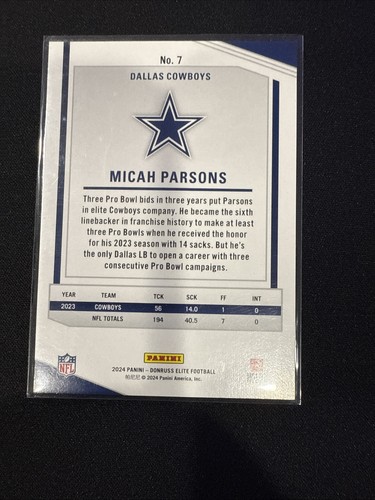 No. 7
DALLAS COWBOYS
MICAH PARSONS
Three Pro Bowl bids in three years put Parsons
in elite Cowboys company. He became the sixth
linebacker in franchise history to make at least
three Pro Bowls when he received the honor
for his 2023 season with 14 sacks. But he's
the only Dallas LB to open a career with three
consecutive Pro Bowl campaigns.
YEAR TEAM TCK SCK FF INT
2023 COWBOYS 56 14.0 1 0
NFL TOTALS 194 40.5 7 0
NFL
PANINI
2024 PANINI – DONRUSS ELITE FOOTBALL
© 2024 Panini America, Inc.